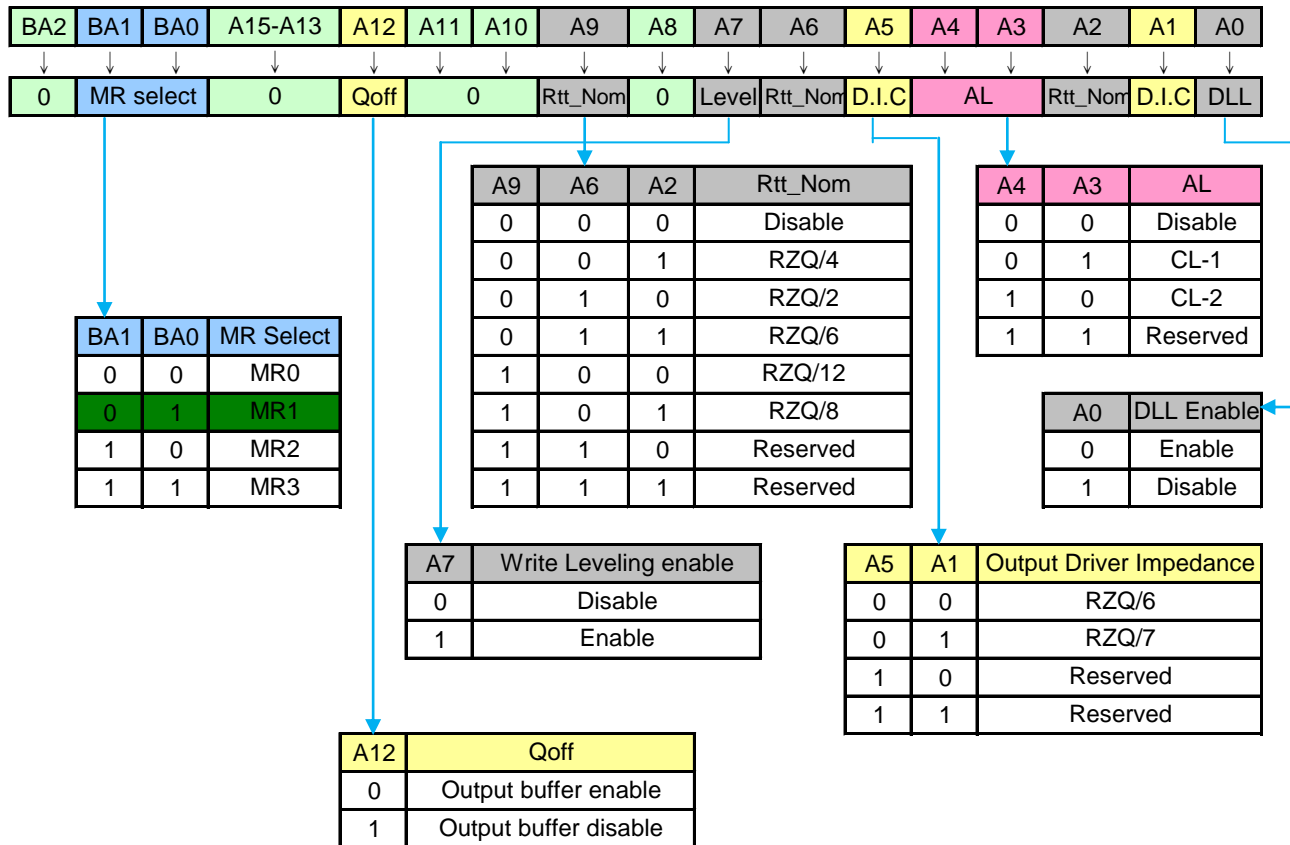 BA2 BA1 BA0 A15-A13 A12 A11 A10 A9 A8 A7 A6 A5 A4 A3 A2 A1 A0
0 MR select 0 Qoff 0 Rtt_Nom 0 Level Rtt_Nom D.I.C AL Rtt_Nom D.I.C DLL
A9 A6 A2 Rtt_Nom
0 0 0 Disable
0 0 1 RZQ/4
0 1 0 RZQ/2
0 1 1 RZQ/6
1 0 0 RZQ/12
1 0 1 RZQ/8
1 1 0 Reserved
1 1 1 Reserved
A4 A3 AL
0 0 Disable
0 1 CL-1
1 0 CL-2
1 1 Reserved
BA1 BA0 MR Select
0 0 MR0
0 1 MR1
1 0 MR2
1 1 MR3
A0 DLL Enable
0 Enable
1 Disable
A7 Write Leveling enable
0 Disable
1 Enable
A5 A1 Output Driver Impedance
0 0 RZQ/6
0 1 RZQ/7
1 0 Reserved
1 1 Reserved
A12 Qoff
0 Output buffer enable
1 Output buffer disable